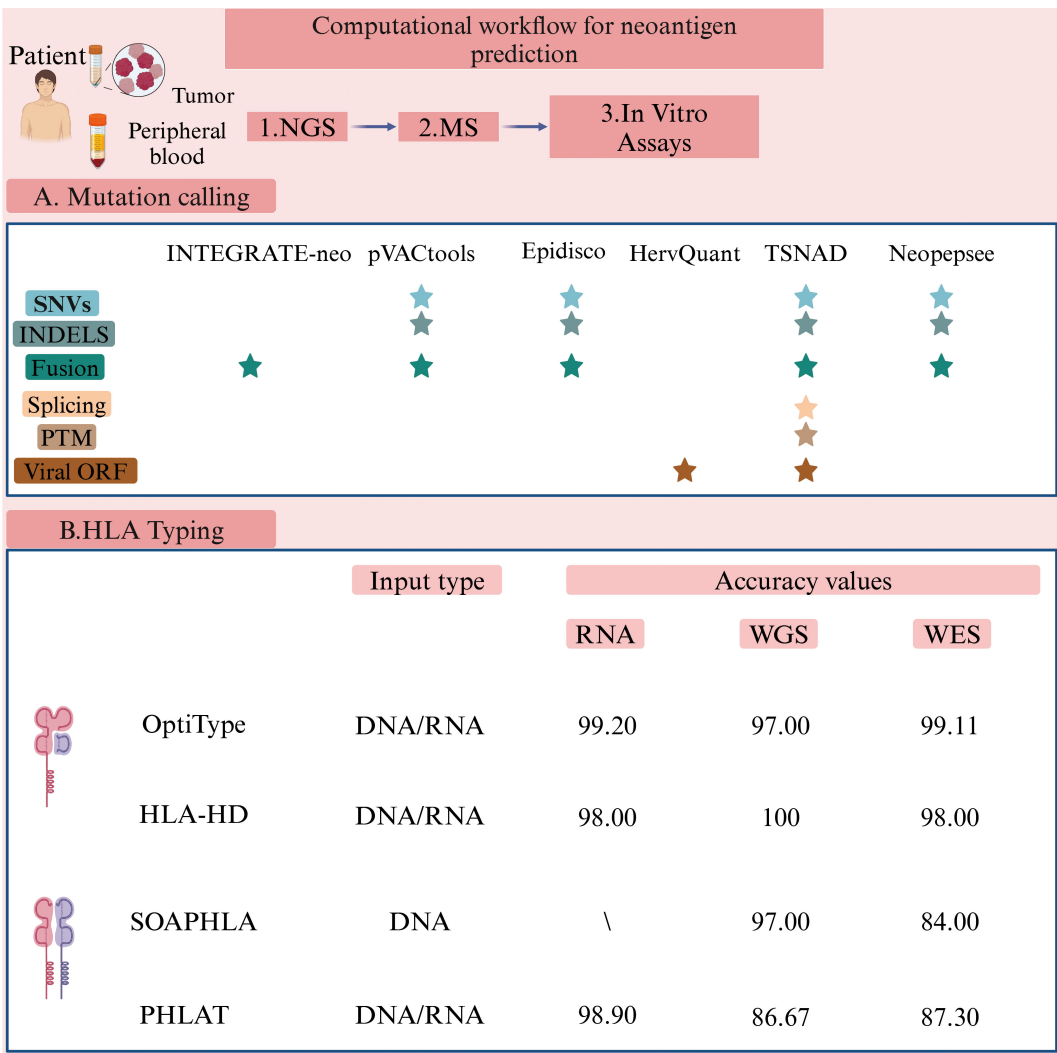 Computational workflow for neoantigen
prediction
Patient
Tumor
Peripheral
blood
1.NGS
2.MS
3.In Vitro
Assays
A. Mutation calling
INTEGRATE-neo pVACtools Epidisco HervQuant TSNAD Neopepsee
SNVs
INDELS
Fusion
Splicing
PTM
Viral ORF
B.HLA Typing
Input type Accuracy values
RNA WGS WES
OptiType DNA/RNA 99.20 97.00 99.11
HLA-HD DNA/RNA 98.00 100 98.00
SOAPHLA DNA \ 97.00 84.00
PHLAT DNA/RNA 98.90 86.67 87.30